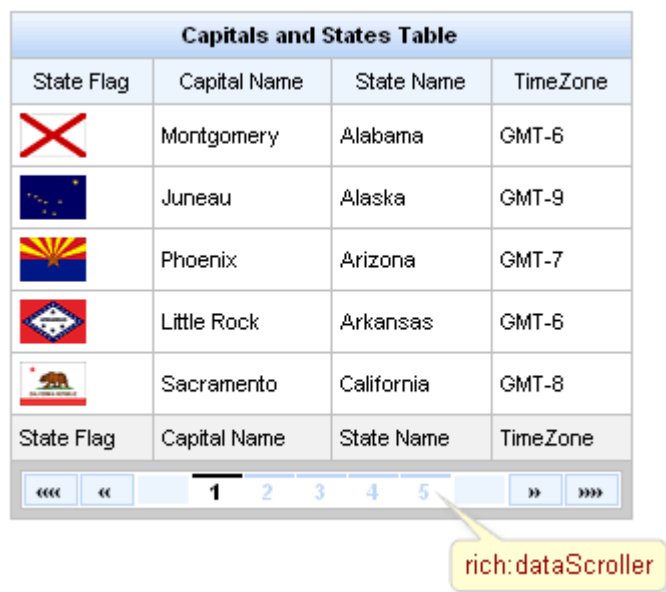 Capitals and States Table
State Flag Capital Name State Name TimeZone
Montgomery Alabama GMT-6
Juneau Alaska GMT-9
Phoenix Arizona GMT-7
Little Rock Arkansas GMT-6
Sacramento California GMT-8
State Flag Capital Name State Name TimeZone
«« « 1 2 3 4 5 » »»
rich:dataScroller